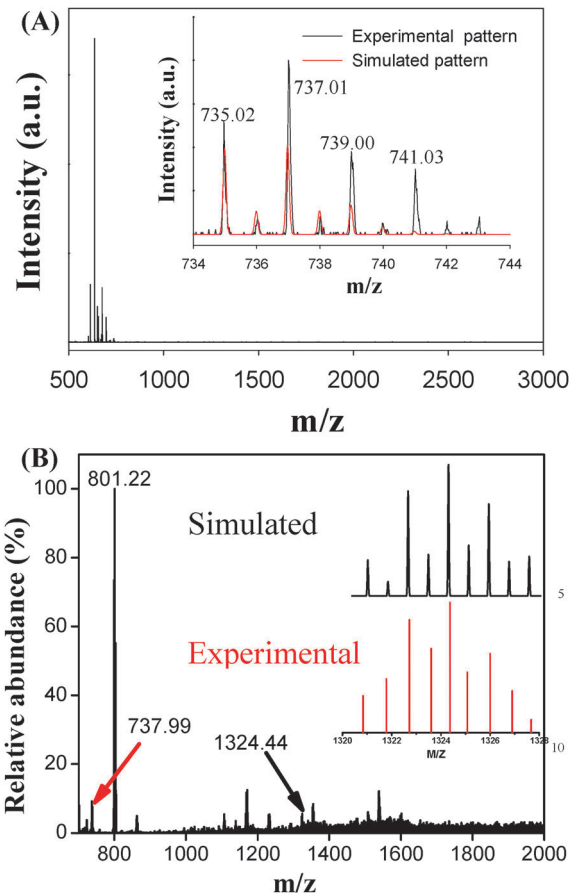 (A)
Intensity (a.u.)
Intensity (a.u.)
Experimental pattern
Simulated pattern
735.02
737.01
739.00
741.03
734 736 738 740 742 744
m/z
500 1000 1500 2000 2500 3000
m/z
(B)
Relative abundance (%)
100
80
60
40
20
0
801.22
Simulated
Experimental
737.99
1324.44
5
10
1320 1322 1324 1326 1328
M/Z
800 1000 1200 1400 1600 1800 2000
m/z